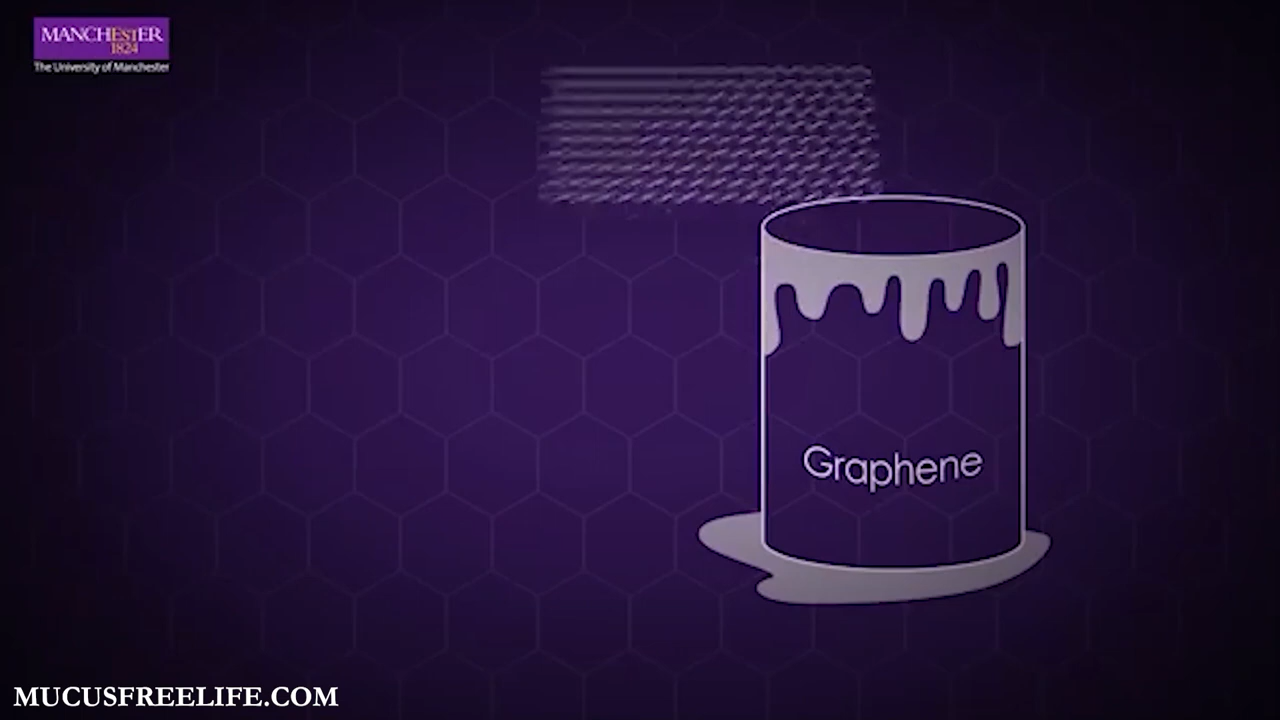 MANCHESTER
1824
The University of Manchester
Graphene
MUCUSFREELIFE.COM